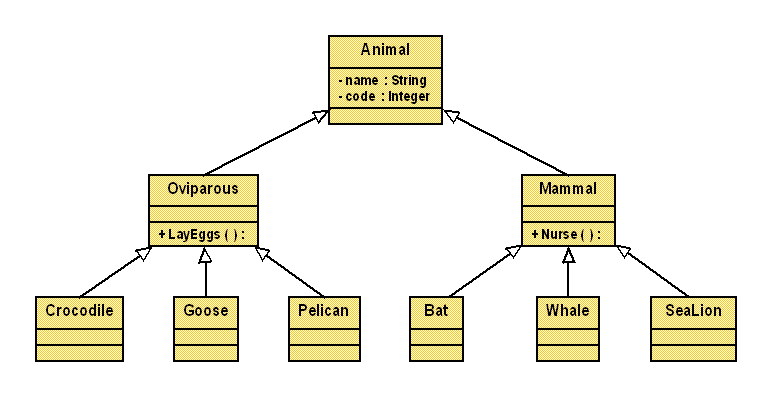 Animal
- name : String
- code : Integer
Oviparous
+ LayEggs ( ) :
Mammal
+ Nurse ( ) :
Crocodile
Goose
Pelican
Bat
Whale
SeaLion